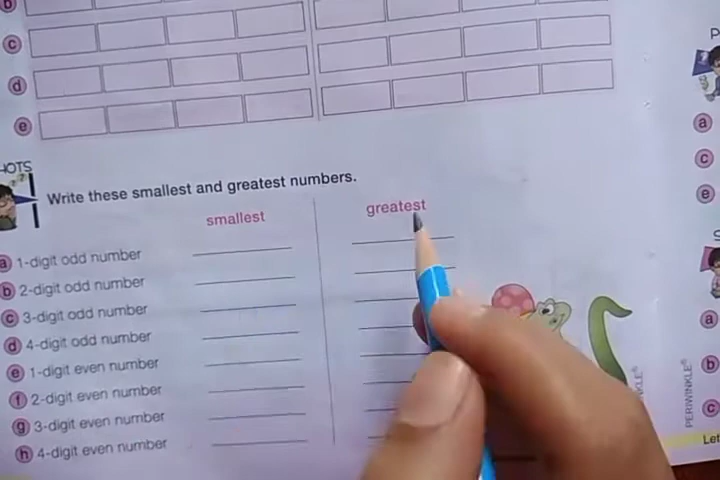 b
c
d
e
HOTS
Write these smallest and greatest numbers.
smallest greatest
a 1-digit odd number
b 2-digit odd number
c 3-digit odd number
d 4-digit odd number
e 1-digit even number
f 2-digit even number
g 3-digit even number
h 4-digit even number
a
c
e
a
b
c
PERIWINKLE®
Let